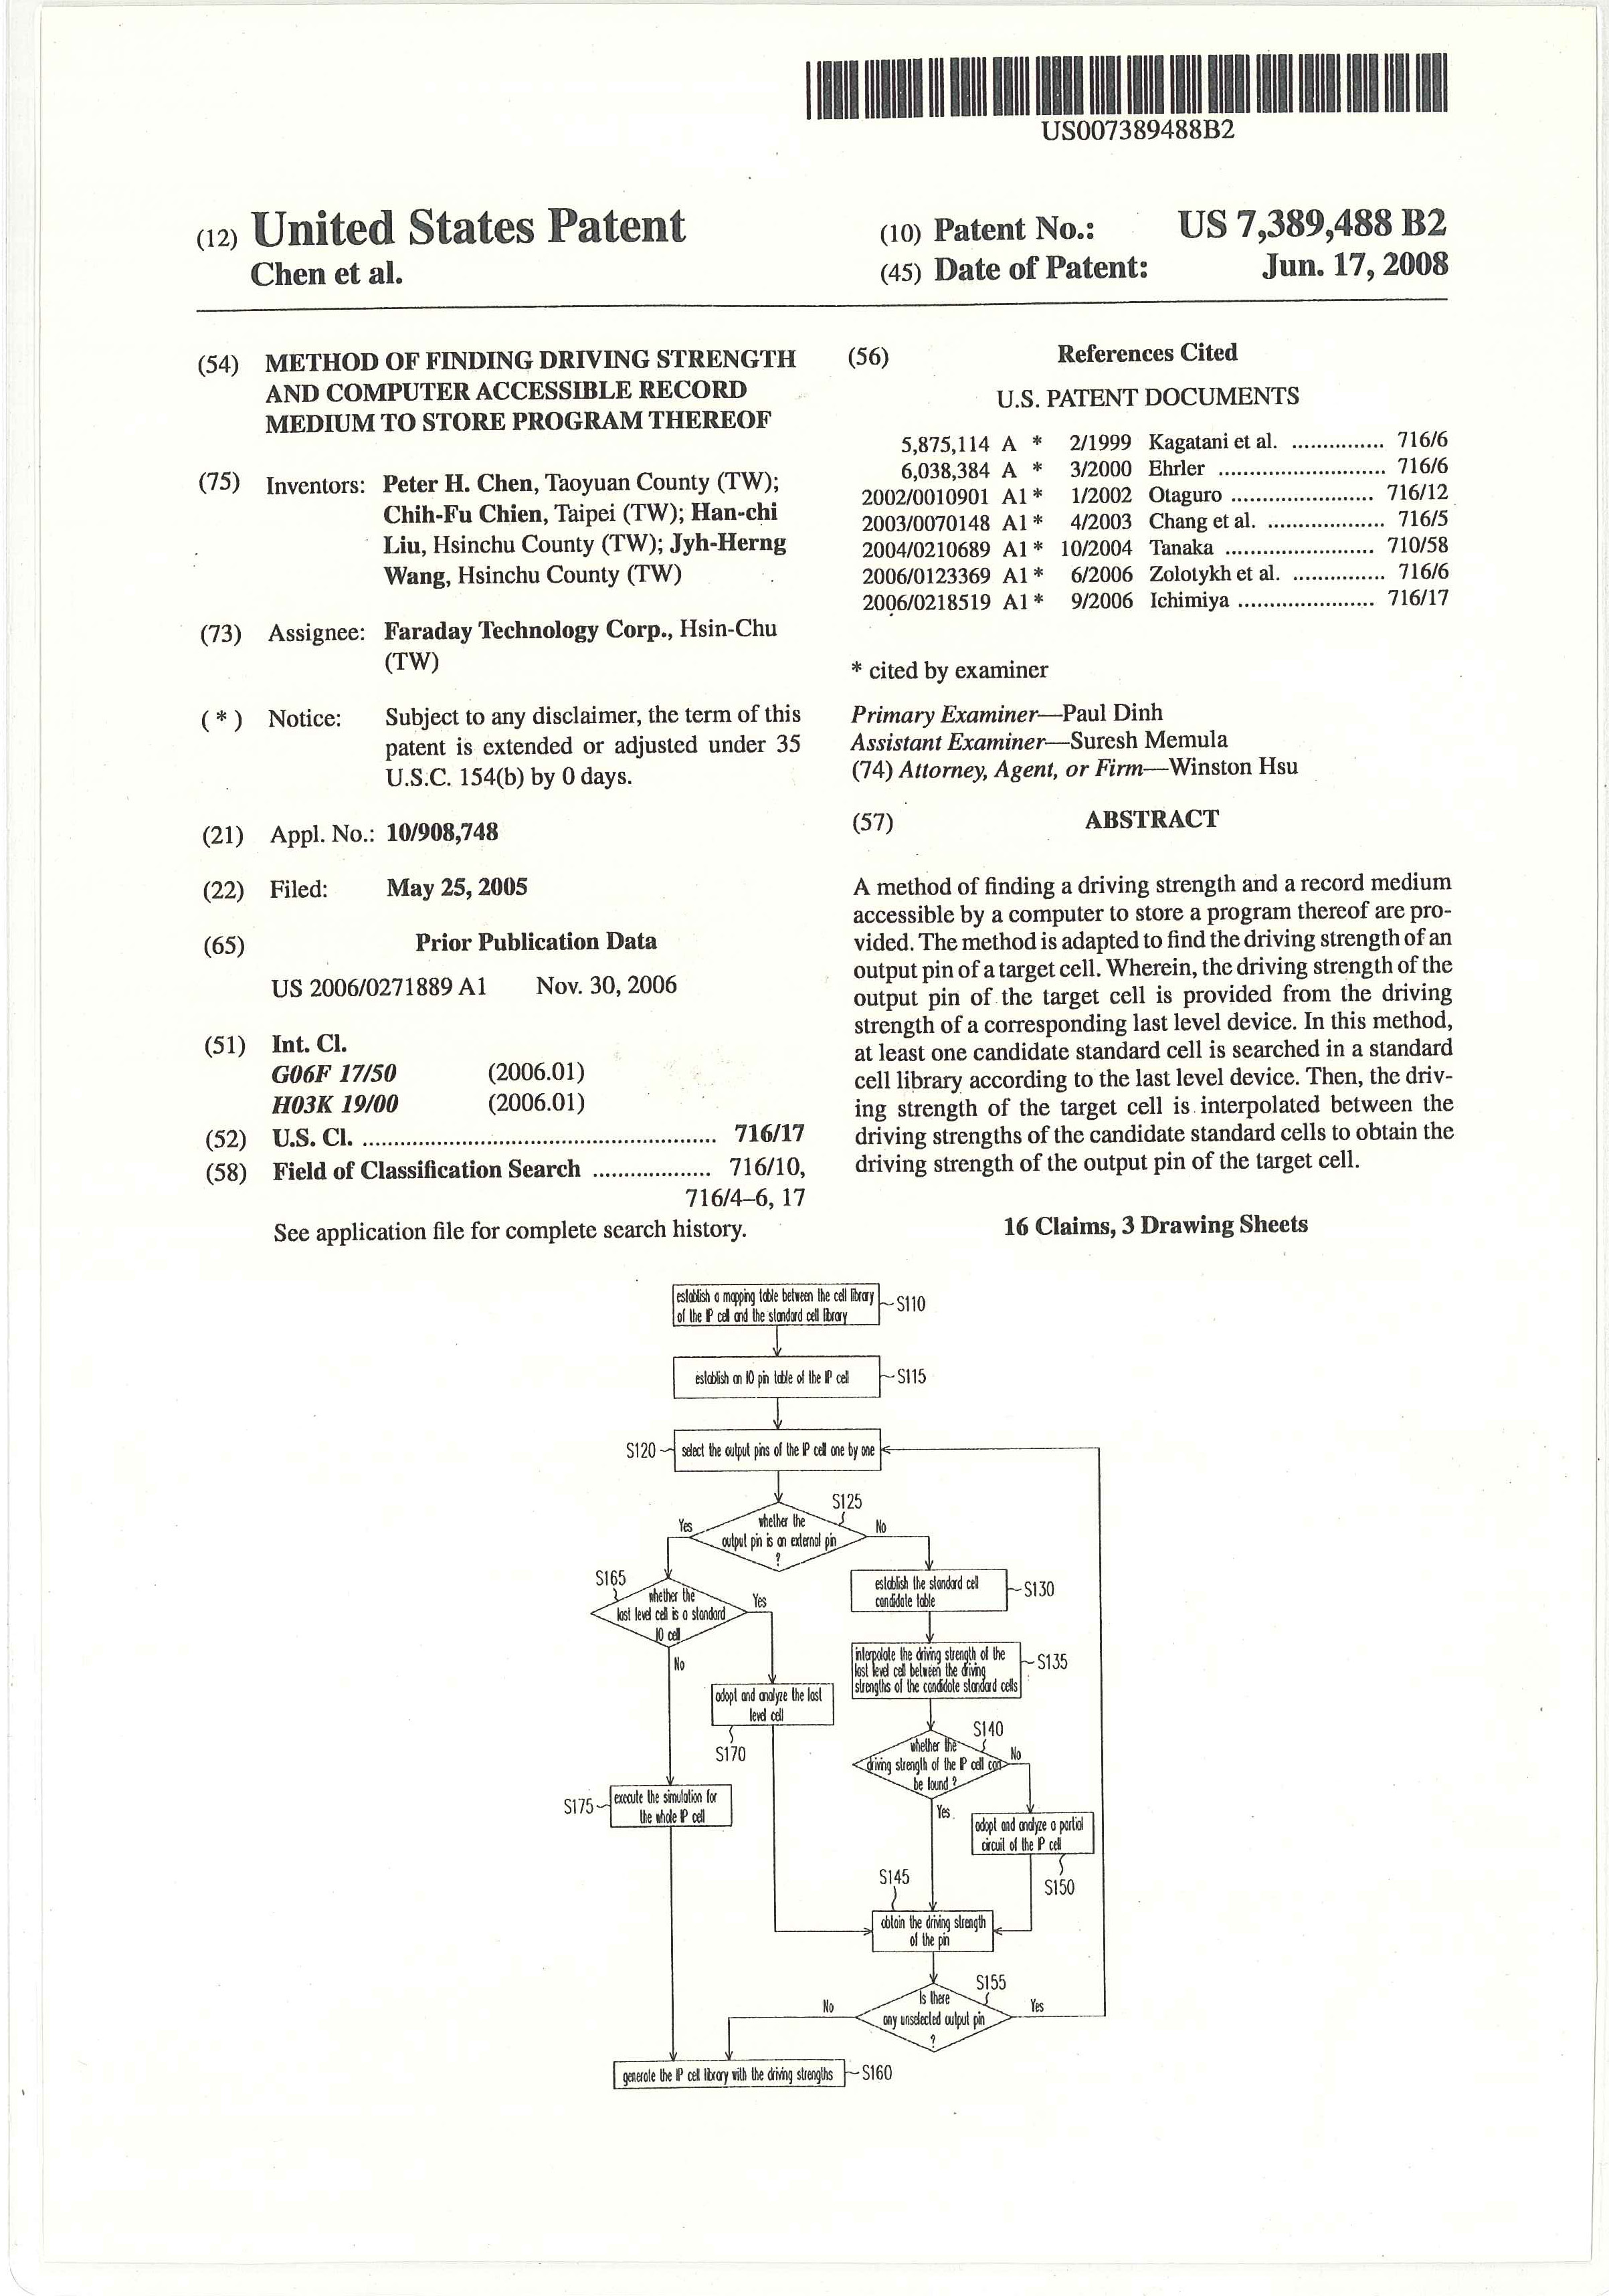 US007389488B2
(12) United States Patent
Chen et al.
(10) Patent No.: US 7,389,488 B2
(45) Date of Patent: Jun. 17, 2008
(54) METHOD OF FINDING DRIVING STRENGTH
AND COMPUTER ACCESSIBLE RECORD
MEDIUM TO STORE PROGRAM THEREOF
(75) Inventors: Peter H. Chen, Taoyuan County (TW);
Chih-Fu Chien, Taipei (TW); Han-chi
Liu, Hsinchu County (TW); Jyh-Herng
Wang, Hsinchu County (TW)
(73) Assignee: Faraday Technology Corp., Hsin-Chu
(TW)
( * ) Notice: Subject to any disclaimer, the term of this
patent is extended or adjusted under 35
U.S.C. 154(b) by 0 days.
(21) Appl. No.: 10/908,748
(22) Filed: May 25, 2005
(65) Prior Publication Data
US 2006/0271889 A1 Nov. 30, 2006
(51) Int. Cl.
G06F 17/50 (2006.01)
H03K 19/00 (2006.01)
(52) U.S. Cl. ........................................................ 716/17
(58) Field of Classification Search ................... 716/10,
716/4–6, 17
See application file for complete search history.
(56) References Cited
U.S. PATENT DOCUMENTS
5,875,114 A * 2/1999 Kagatani et al. ............... 716/6
6,038,384 A * 3/2000 Ehrler ........................... 716/6
2002/0010901 A1* 1/2002 Otaguro ....................... 716/12
2003/0070148 A1* 4/2003 Chang et al. ................... 716/5
2004/0210689 A1* 10/2004 Tanaka ........................ 710/58
2006/0123369 A1* 6/2006 Zolotykh et al. ............... 716/6
2006/0218519 A1* 9/2006 Ichimiya ...................... 716/17
* cited by examiner
Primary Examiner—Paul Dinh
Assistant Examiner—Suresh Memula
(74) Attorney, Agent, or Firm—Winston Hsu
(57) ABSTRACT
A method of finding a driving strength and a record medium
accessible by a computer to store a program thereof are pro-
vided. The method is adapted to find the driving strength of an
output pin of a target cell. Wherein, the driving strength of the
output pin of the target cell is provided from the driving
strength of a corresponding last level device. In this method,
at least one candidate standard cell is searched in a standard
cell library according to the last level device. Then, the driv-
ing strength of the target cell is interpolated between the
driving strengths of the candidate standard cells to obtain the
driving strength of the output pin of the target cell.
16 Claims, 3 Drawing Sheets
establish a mapping table between the cell library
of the IP cell and the standard cell library
S110
establish an IO pin table of the IP cell
S115
S120
select the output pins of the IP cell one by one
S125
Yes
whether the
output pin is an external pin
?
No
S165
whether the
last level cell is a standard
IO cell
Yes
No
establish the standard cell
candidate table
S130
interpolate the driving strength of the
last level cell between the driving
strengths of the candidate standard cells
S135
adopt and analyze the last
level cell
S170
S140
whether the
driving strength of the IP cell can
be found ?
No
Yes
S175
execute the simulation for
the whole IP cell
adopt and analyze a partial
circuit of the IP cell
S150
S145
obtain the driving strength
of the pin
S155
No
Is there
any unselected output pin
?
Yes
generate the IP cell library with the driving strengths
S160